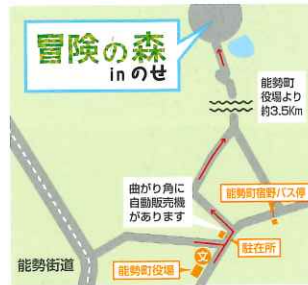 冒険の森
in のせ
能勢町
役場より
約3.5Km
曲がり角に
自動販売機
があります
能勢町宿野バス停
駐在所
文
能勢町役場
能勢街道